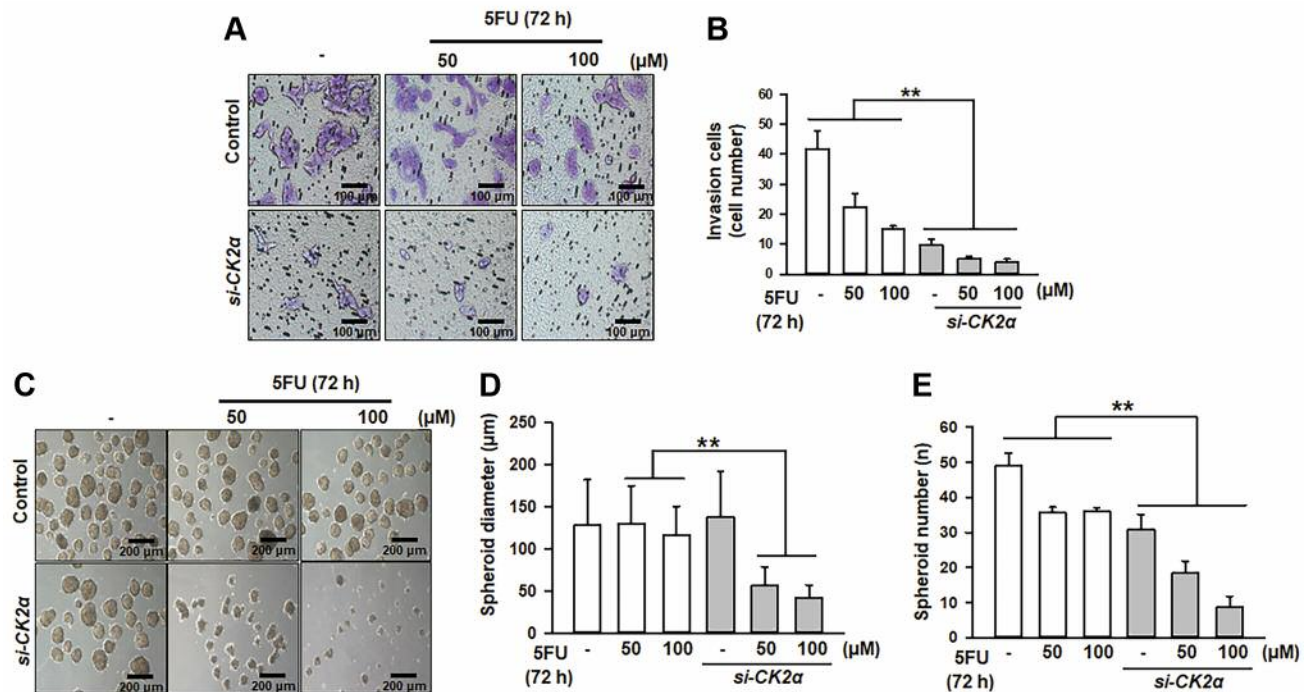 A
5FU (72 h)
- 50 100 (µM)
Control
100 µm 100 µm 100 µm
si-CK2α
100 µm 100 µm 100 µm
B
**
Invasion cells
(cell number)
60
50
40
30
20
10
0
5FU - 50 100 - 50 100 (µM)
(72 h) si-CK2α
C
5FU (72 h)
- 50 100 (µM)
Control
200 µm 200 µm 200 µm
si-CK2α
200 µm 200 µm 200 µm
D
**
Spheroid diameter (µm)
250
200
150
100
50
0
5FU - 50 100 - 50 100 (µM)
(72 h) si-CK2α
E
**
Spheroid number (n)
60
50
40
30
20
10
0
5FU - 50 100 - 50 100 (µM)
(72 h) si-CK2α